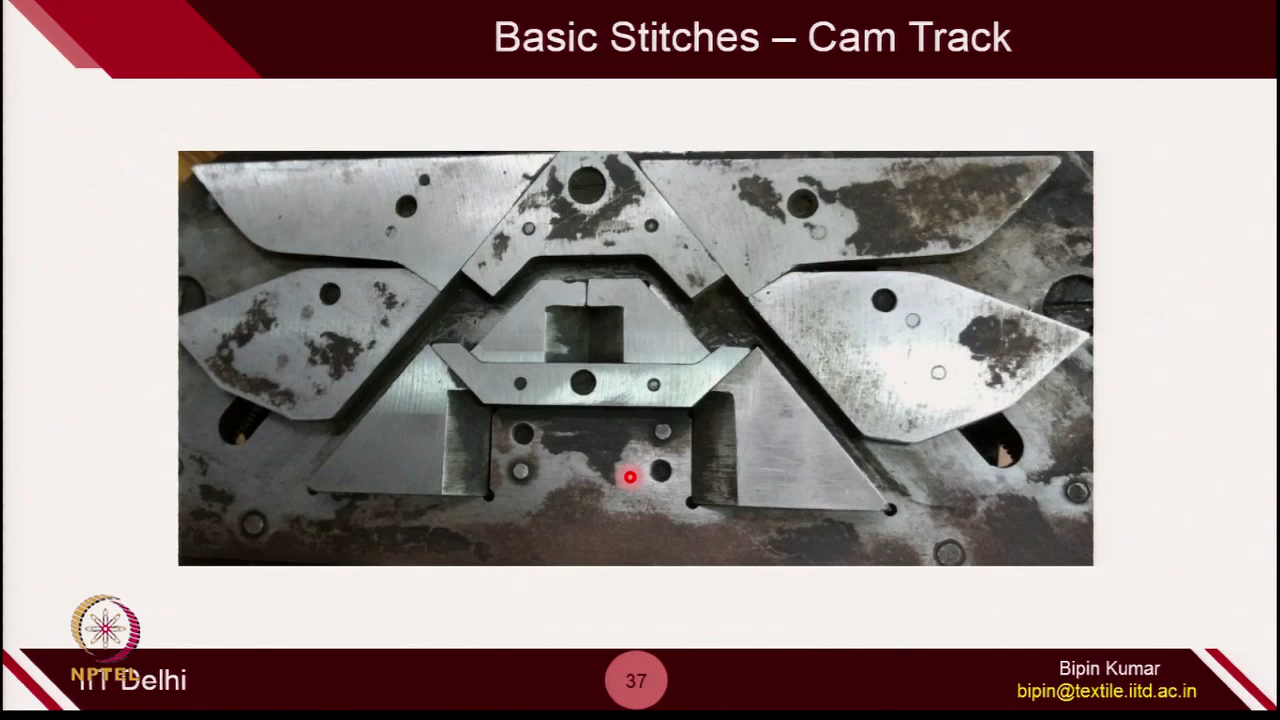 Basic Stitches – Cam Track
NPTEL
IIT Delhi
37
Bipin Kumar
bipin@textile.iitd.ac.in